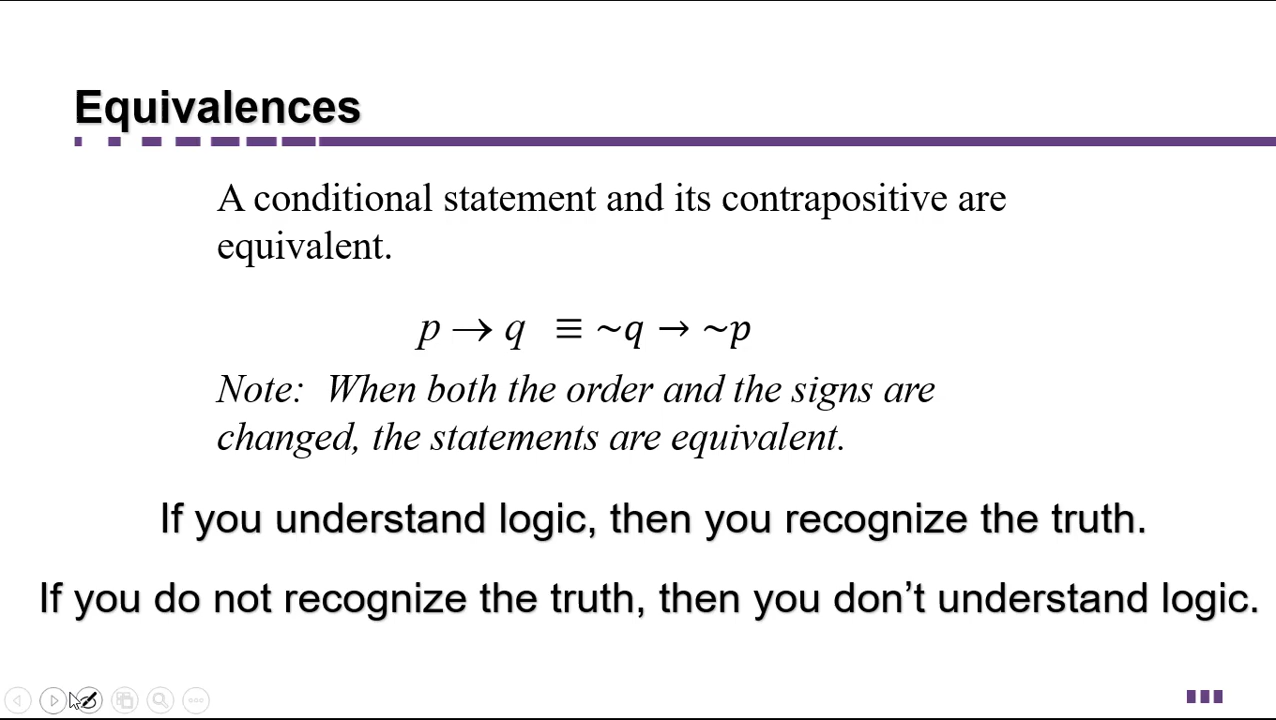 Equivalences
A conditional statement and its contrapositive are
equivalent.
p → q ≡ ~q → ~p
Note: When both the order and the signs are
changed, the statements are equivalent.
If you understand logic, then you recognize the truth.
If you do not recognize the truth, then you don’t understand logic.